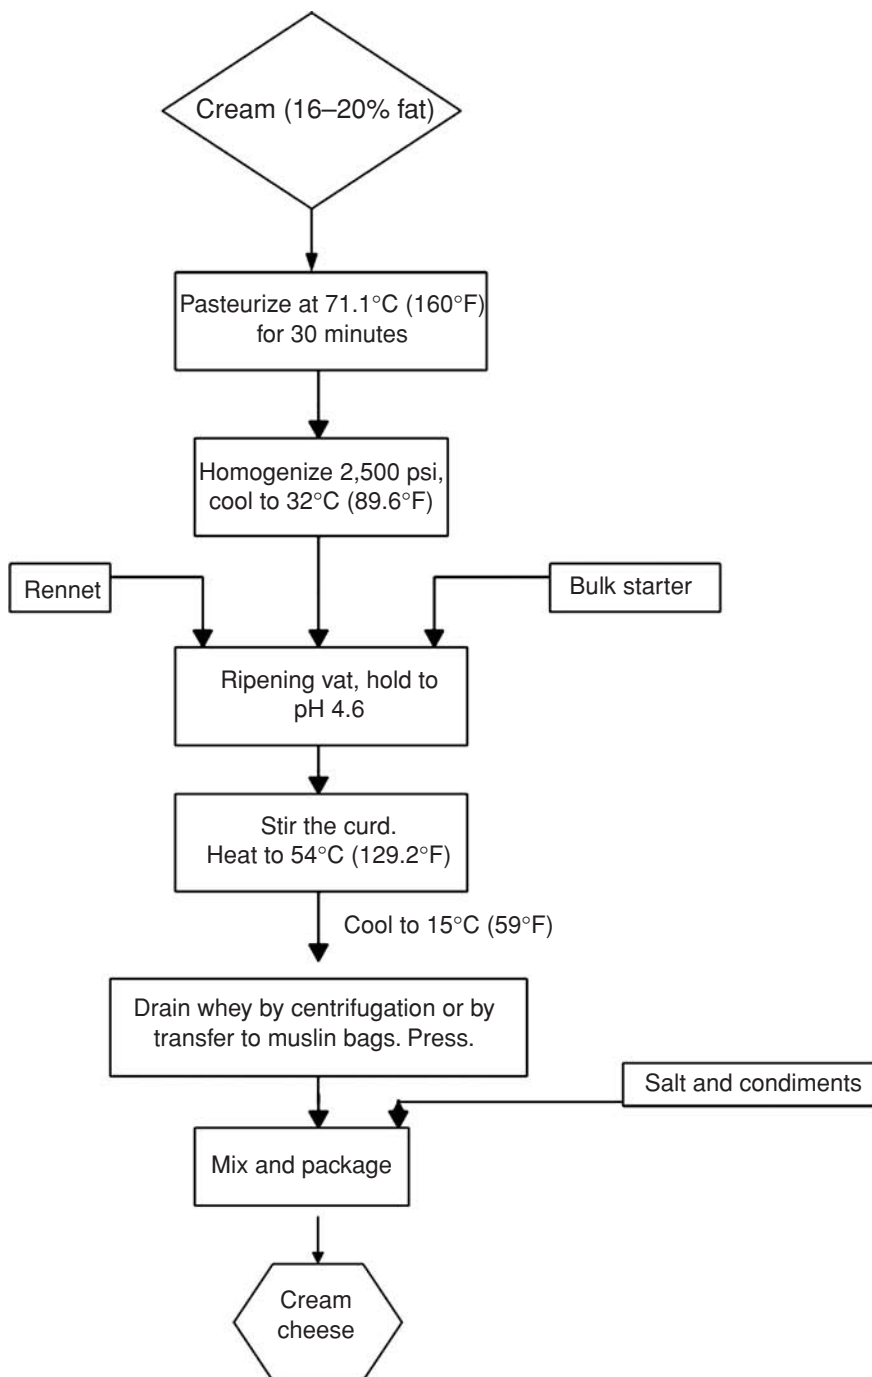 Cream (16–20% fat)
Pasteurize at 71.1°C (160°F)
for 30 minutes
Homogenize 2,500 psi,
cool to 32°C (89.6°F)
Rennet
Bulk starter
Ripening vat, hold to
pH 4.6
Stir the curd.
Heat to 54°C (129.2°F)
Cool to 15°C (59°F)
Drain whey by centrifugation or by
transfer to muslin bags. Press.
Salt and condiments
Mix and package
Cream
cheese